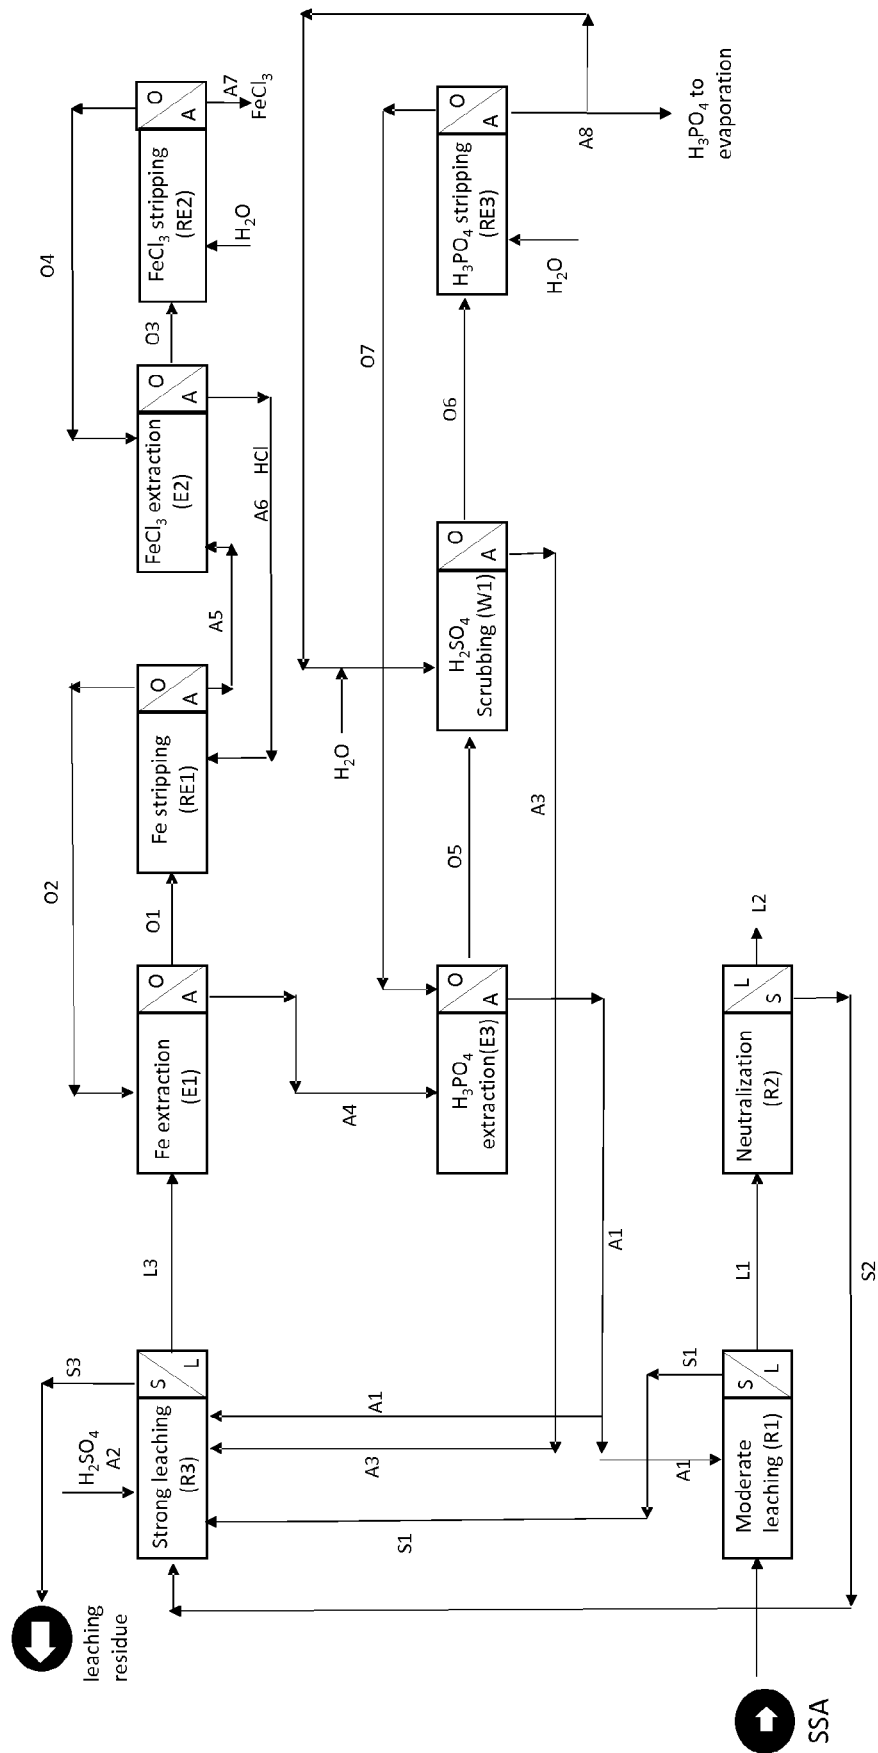 SSA
leaching
residue
H₂SO₄
A2
Strong leaching
(R3)
S
L
S3
L3
Fe extraction
(E1)
O
A
O2
O1
Fe stripping
(RE1)
O
A
A5
FeCl₃ extraction
(E2)
O
A
HCl
A6
O4
O3
FeCl₃ stripping
(RE2)
O
A
H₂O
A7
FeCl₃
A4
H₃PO₄
extraction(E3)
O
A
O5
O7
H₂O
H₂SO₄
Scrubbing (W1)
O
A
O6
H₃PO₄ stripping
(RE3)
O
A
H₂O
A8
H₃PO₄ to
evaporation
A3
A3
A1
A1
A1
S1
S1
Moderate
leaching (R1)
S
L
L1
Neutralization
(R2)
L
S
L2
S2